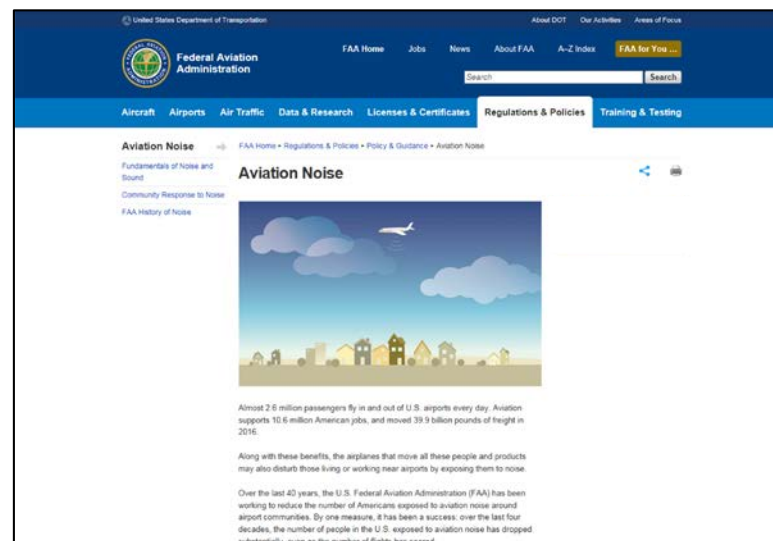 United States Department of Transportation
About DOT Our Activities Areas of Focus
Federal Aviation
Administration
FAA Home Jobs News About FAA A-Z Index FAA for You ...
Search Search
Aircraft Airports Air Traffic Data & Research Licenses & Certificates Regulations & Policies Training & Testing
Aviation Noise
Fundamentals of Noise and
Sound
Community Response to Noise
FAA History of Noise
FAA Home • Regulations & Policies • Policy & Guidance • Aviation Noise
Aviation Noise
Almost 2.6 million passengers fly in and out of U.S. airports every day. Aviation
supports 10.6 million American jobs, and moved 39.9 billion pounds of freight in
2016.
Along with these benefits, the airplanes that move all these people and products
may also disturb those living or working near airports by exposing them to noise.
Over the last 40 years, the U.S. Federal Aviation Administration (FAA) has been
working to reduce the number of Americans exposed to aviation noise around
airport communities. By one measure, it has been a success: over the last four
decades, the number of people in the U.S. exposed to aviation noise has dropped